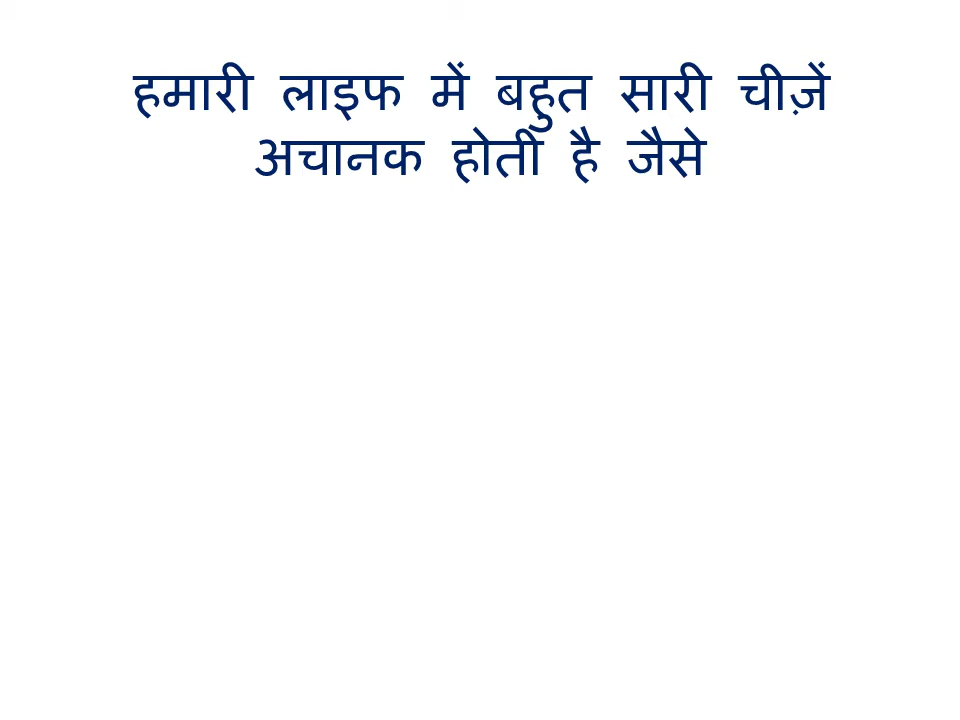 हमारी लाइफ में बहुत सारी चीज़ें
अचानक होती है जैसे